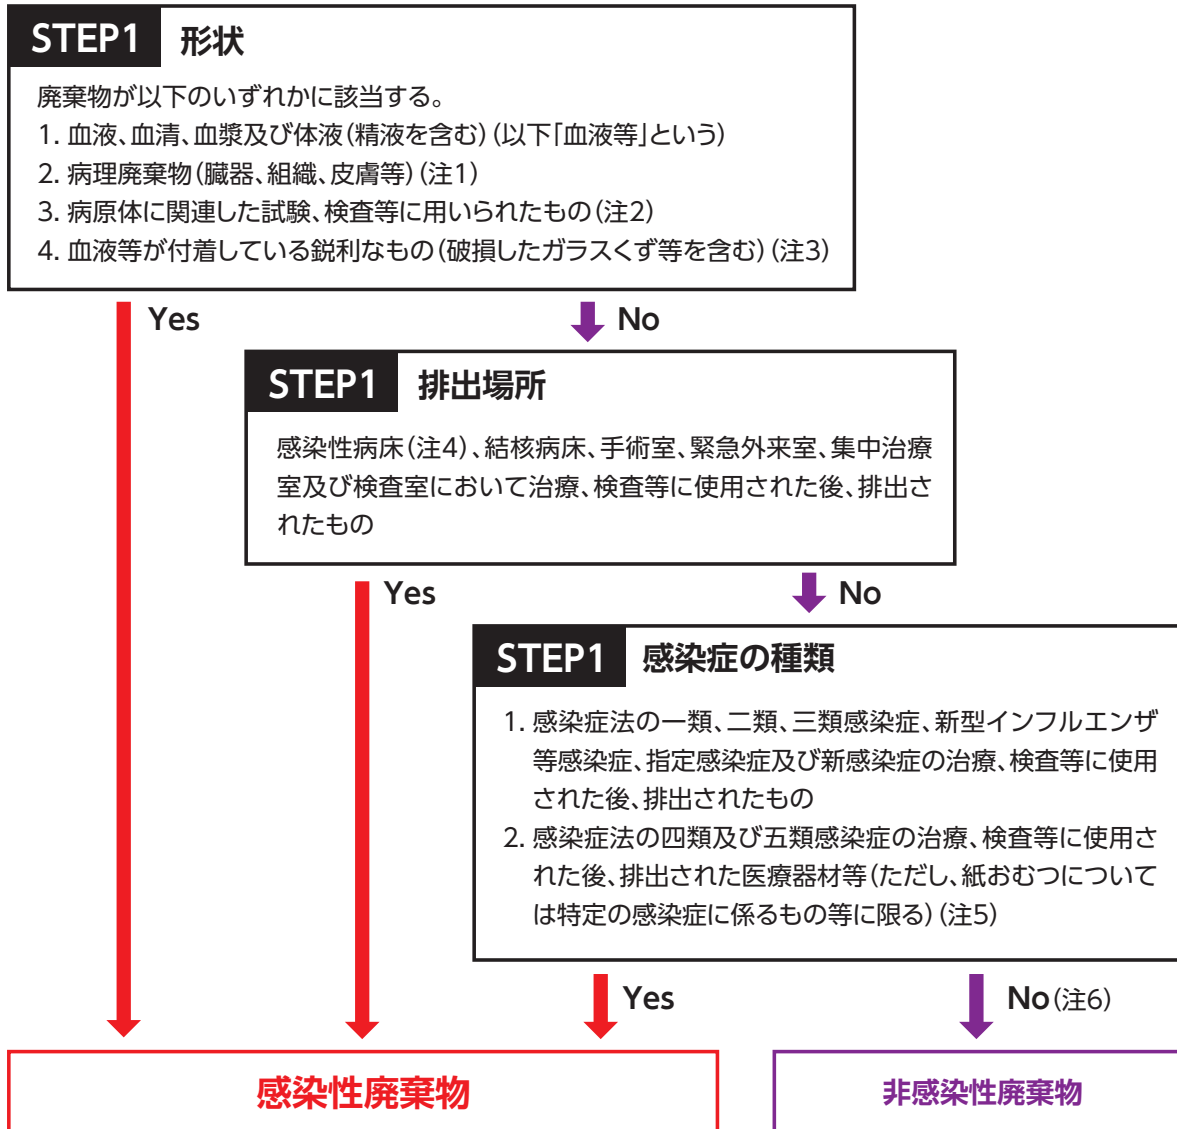 STEP1 形状
廃棄物が以下のいずれかに該当する。
1. 血液、血清、血漿及び体液(精液を含む)(以下「血液等」という)
2. 病理廃棄物(臓器、組織、皮膚等)(注1)
3. 病原体に関連した試験、検査等に用いられたもの(注2)
4. 血液等が付着している鋭利なもの(破損したガラスくず等を含む)(注3)
Yes
No
STEP1 排出場所
感染性病床(注4)、結核病床、手術室、緊急外来室、集中治療
室及び検査室において治療、検査等に使用された後、排出さ
れたもの
Yes
No
STEP1 感染症の種類
1. 感染症法の一類、二類、三類感染症、新型インフルエンザ
等感染症、指定感染症及び新感染症の治療、検査等に使用
された後、排出されたもの
2. 感染症法の四類及び五類感染症の治療、検査等に使用さ
れた後、排出された医療器材等(ただし、紙おむつについて
は特定の感染症に係るもの等に限る)(注5)
Yes
No(注6)
感染性廃棄物
非感染性廃棄物